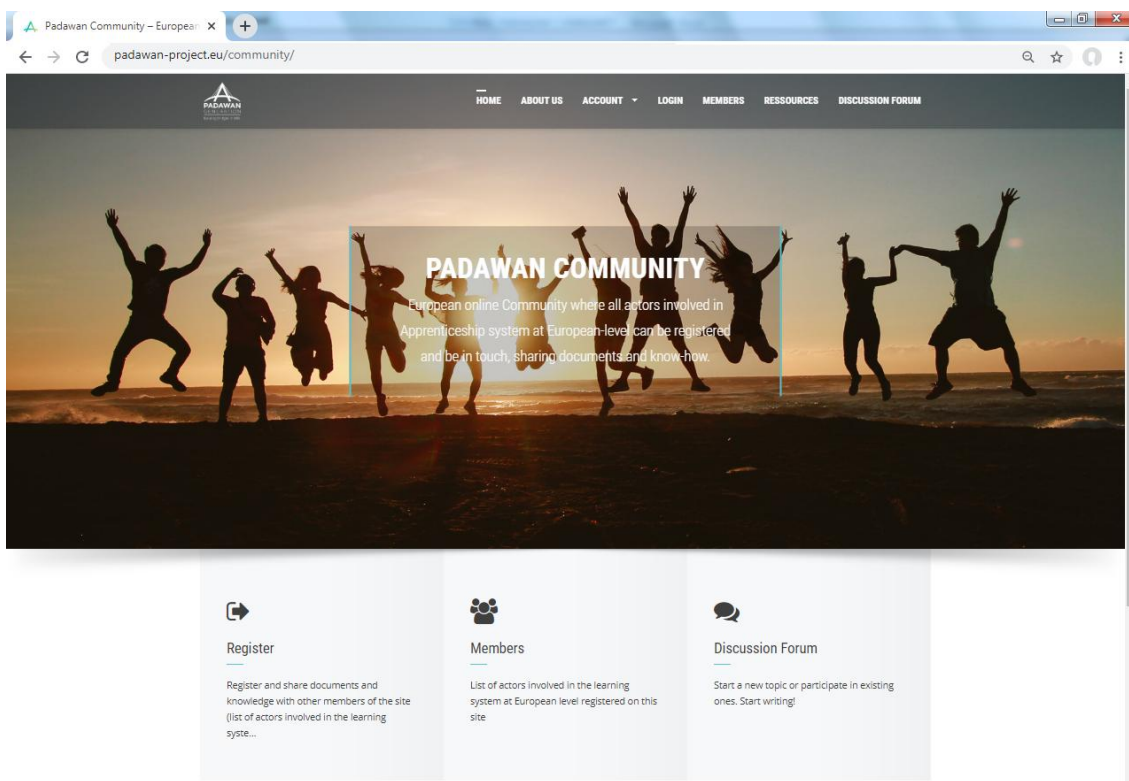 Padawan Community – European
padawan-project.eu/community/
PADAWAN
HOME ABOUT US ACCOUNT LOGIN MEMBERS RESSOURCES DISCUSSION FORUM
PADAWAN COMMUNITY
European online Community where all actors involved in
Apprenticeship system at European-level can be registered
and be in touch, sharing documents and know-how.
Register
Register and share documents and
knowledge with other members of the site
(list of actors involved in the learning
syste...
Members
List of actors involved in the learning
system at European level registered on this
site
Discussion Forum
Start a new topic or participate in existing
ones. Start writing!